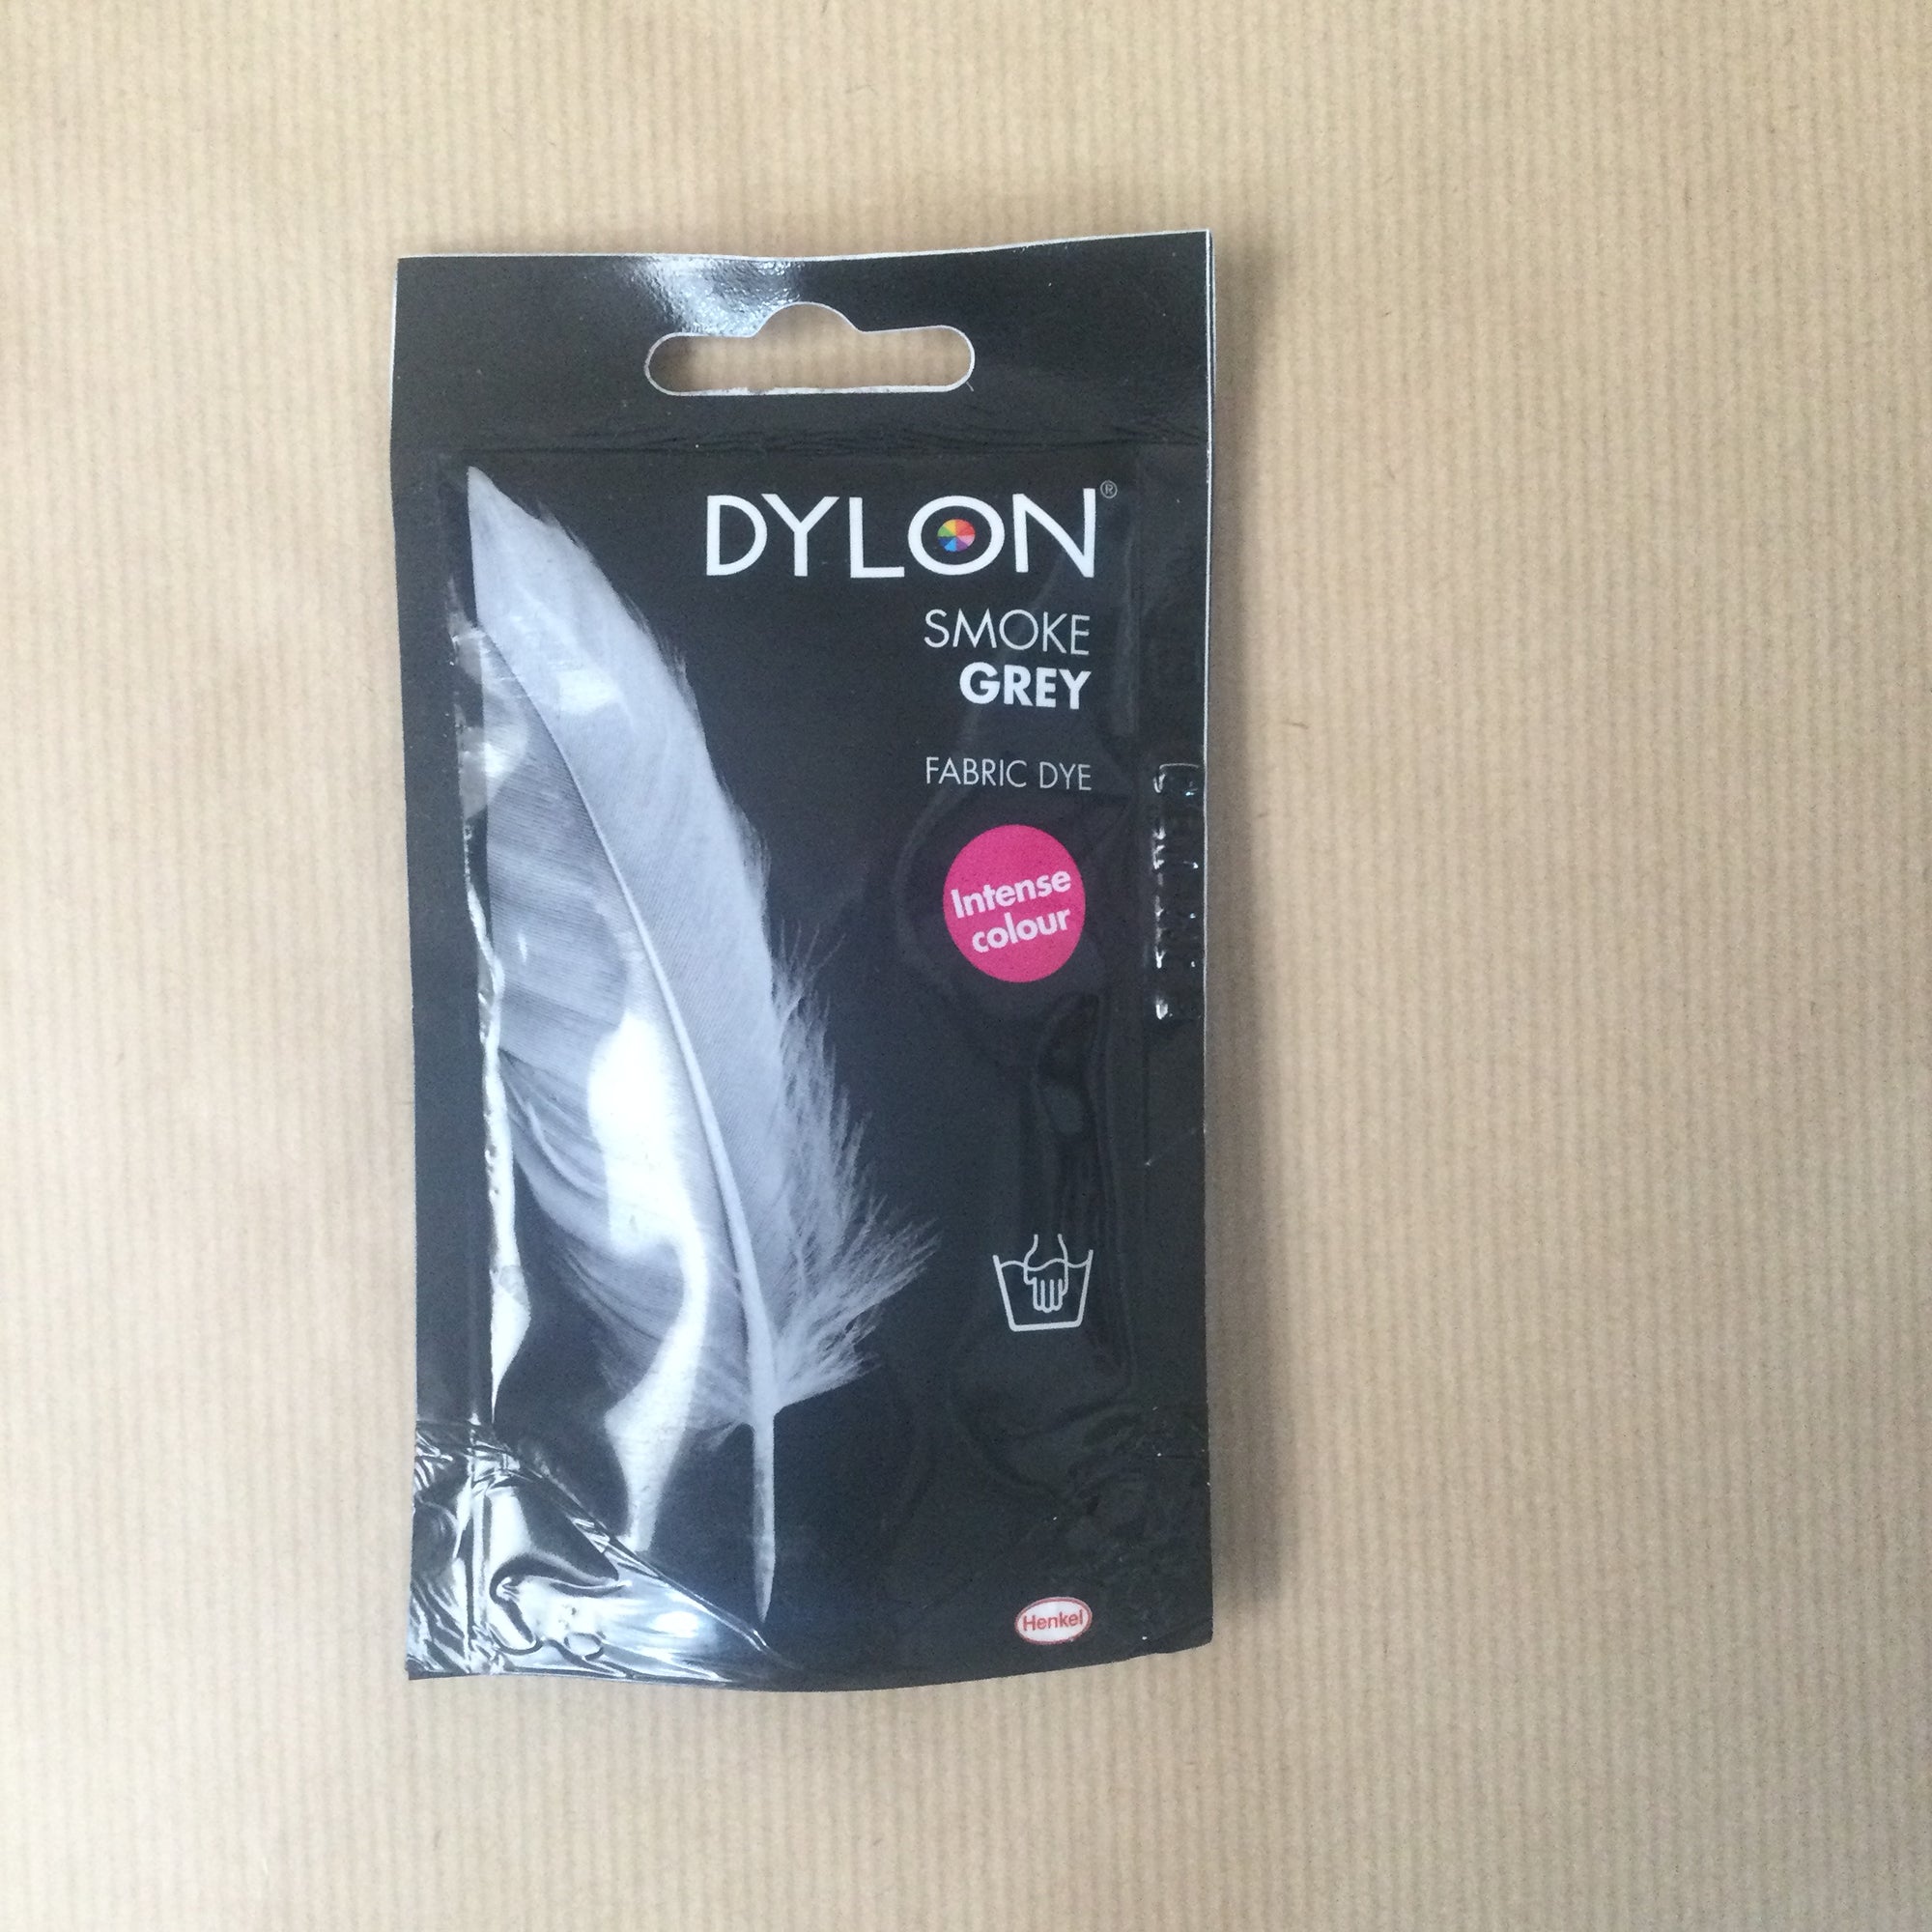 DYLON®
SMOKE
GREY
FABRIC DYE
Intense
colour
Henkel